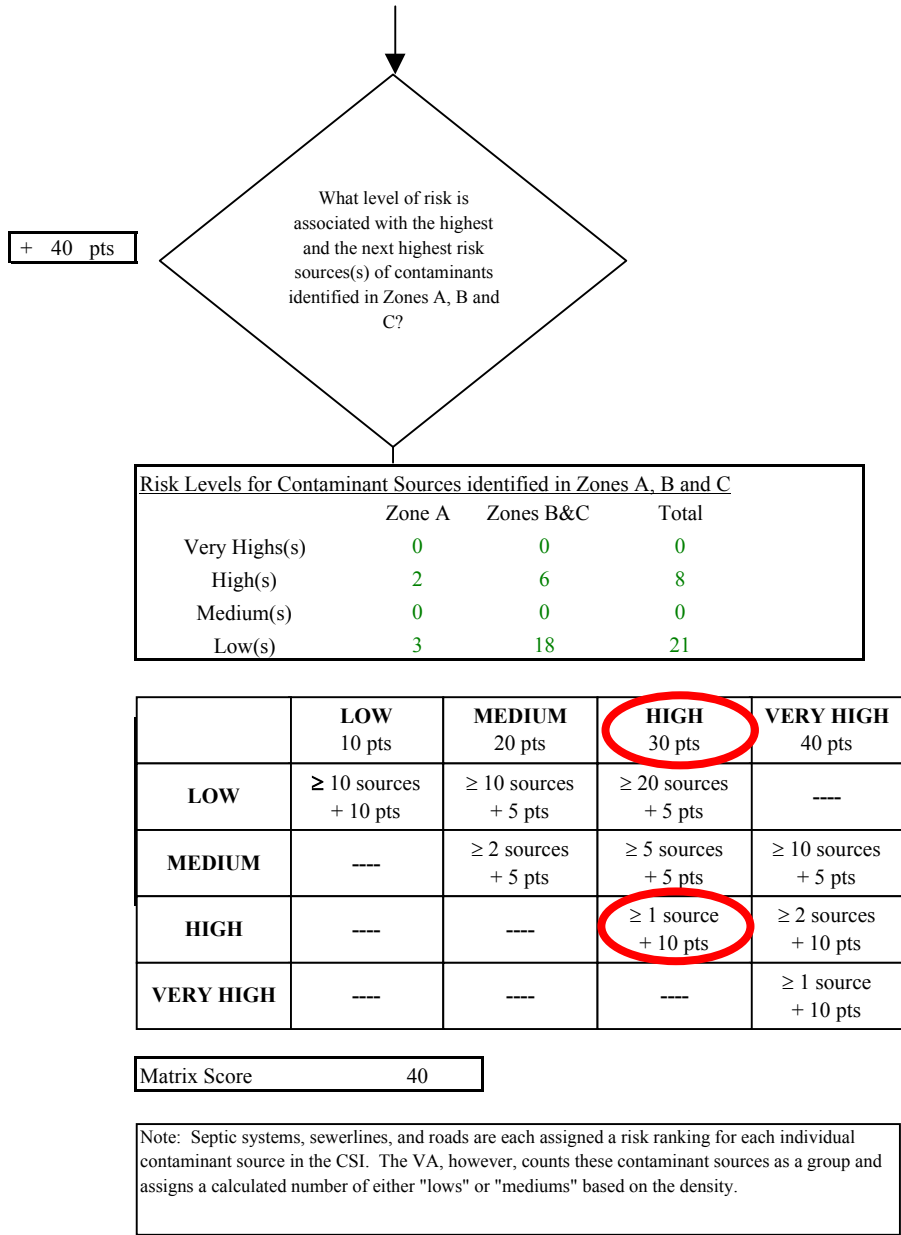 What level of risk is
associated with the highest
and the next highest risk
sources(s) of contaminants
identified in Zones A, B and
C?
+ 40 pts
Risk Levels for Contaminant Sources identified in Zones A, B and C
Zone A Zones B&C Total
Very Highs(s) 0 0 0
High(s) 2 6 8
Medium(s) 0 0 0
Low(s) 3 18 21
LOW MEDIUM HIGH VERY HIGH
10 pts 20 pts 30 pts 40 pts
LOW ≥ 10 sources ≥ 10 sources ≥ 20 sources ----
+ 10 pts + 5 pts + 5 pts
MEDIUM ---- ≥ 2 sources ≥ 5 sources ≥ 10 sources
+ 5 pts + 5 pts + 5 pts
HIGH ---- ---- ≥ 1 source ≥ 2 sources
+ 10 pts + 10 pts
VERY HIGH ---- ---- ---- ≥ 1 source
+ 10 pts
Matrix Score 40
Note: Septic systems, sewerlines, and roads are each assigned a risk ranking for each individual
contaminant source in the CSI. The VA, however, counts these contaminant sources as a group and
assigns a calculated number of either "lows" or "mediums" based on the density.